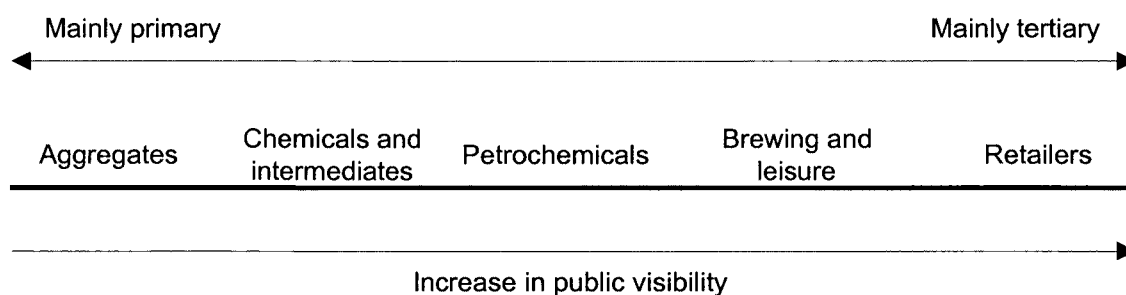 Mainly primary
Mainly tertiary
Aggregates
Chemicals and
intermediates
Petrochemicals
Brewing and
leisure
Retailers
Increase in public visibility